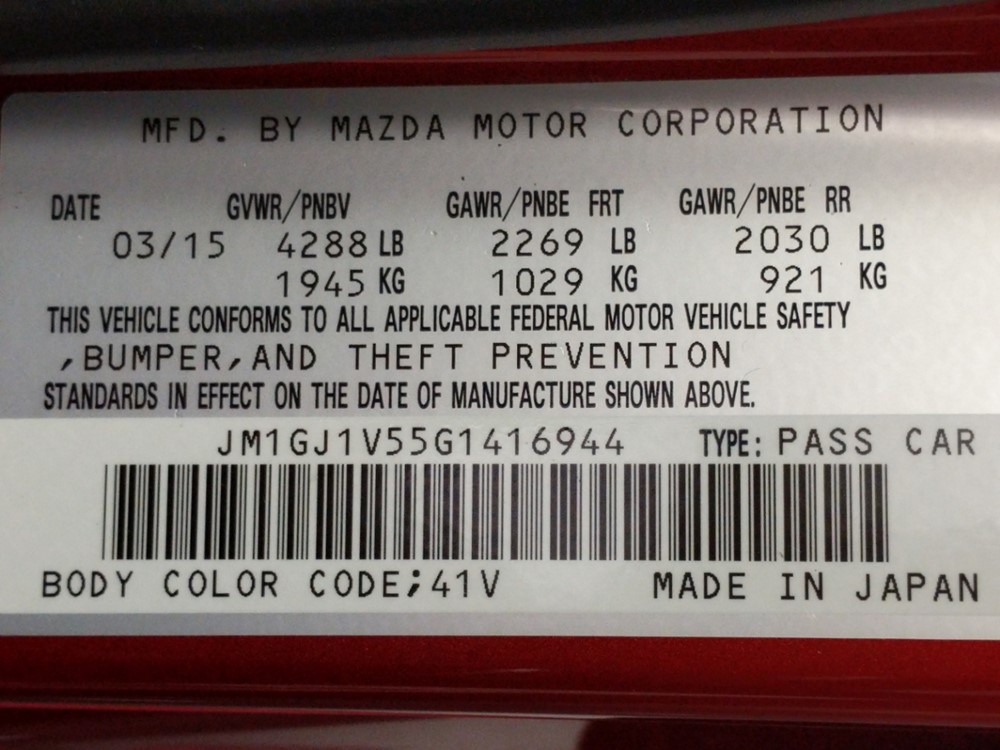 MFD. BY MAZDA MOTOR CORPORATION
DATE GVWR/PNBV GAWR/PNBE FRT GAWR/PNBE RR
03/15 4288 LB 2269 LB 2030 LB
1945 KG 1029 KG 921 KG
THIS VEHICLE CONFORMS TO ALL APPLICABLE FEDERAL MOTOR VEHICLE SAFETY
,BUMPER,AND THEFT PREVENTION
STANDARDS IN EFFECT ON THE DATE OF MANUFACTURE SHOWN ABOVE.
JM1GJ1V55G1416944 TYPE: PASS CAR
BODY COLOR CODE;41V MADE IN JAPAN